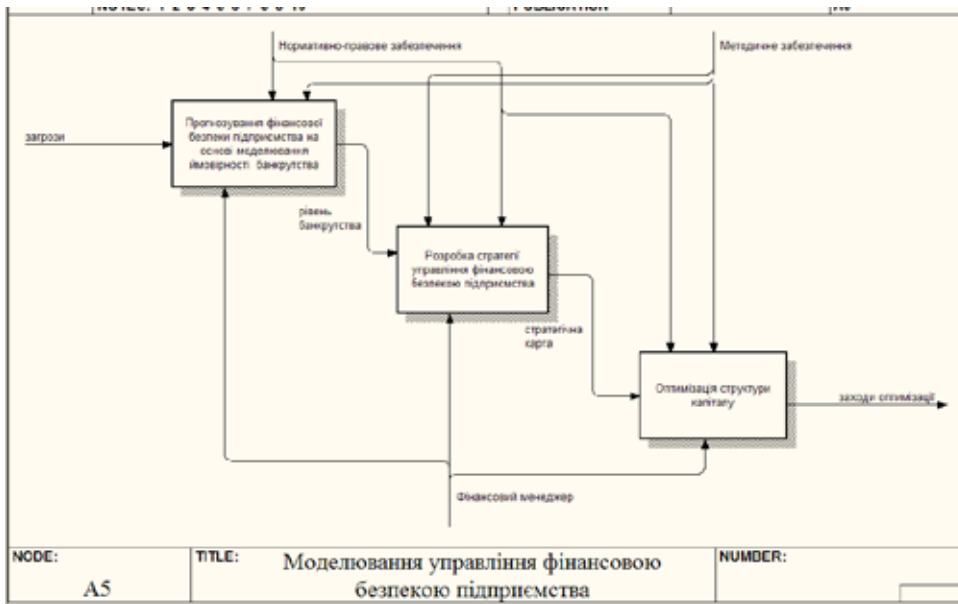 Нормативно-правове забезпечення
Методичне забезпечення
загрози
Прогнозування фінансової
безпеки підприємства на
основі моделювання
ймовірності банкрутства
рівень
банкрутства
Розробка стратегії
управління фінансовою
безпекою підприємства
стратегічна
карта
Оптимізація структури
капіталу
заходи оптимізації
Фінансовий менеджер
NODE:
A5
TITLE:
Моделювання управління фінансовою
безпекою підприємства
NUMBER: